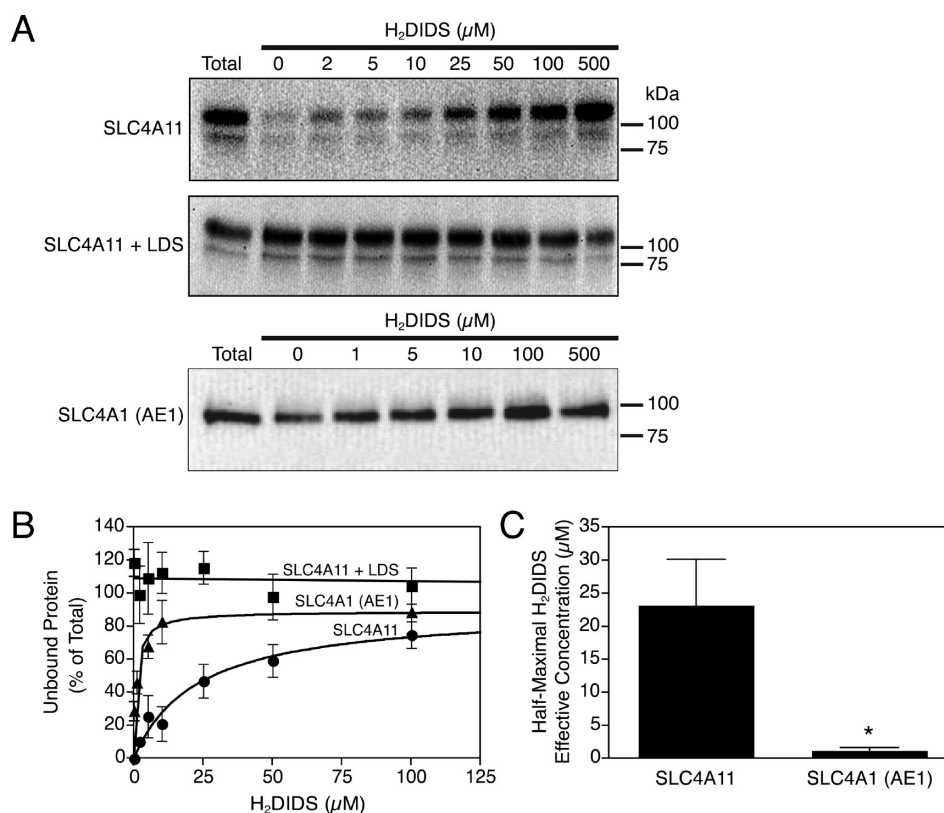 A
H₂DIDS (µM)
Total 0 2 5 10 25 50 100 500
kDa
SLC4A11
100
75
SLC4A11 + LDS
100
75
H₂DIDS (µM)
Total 0 1 5 10 100 500
SLC4A1 (AE1)
100
75
B
Unbound Protein
(% of Total)
140
120
100
80
60
40
20
0
SLC4A11 + LDS
SLC4A1 (AE1)
SLC4A11
0 25 50 75 100 125
H₂DIDS (µM)
C
Half-Maximal H₂DIDS
Effective Concentration (µM)
35
30
25
20
15
10
5
0
*
SLC4A11 SLC4A1 (AE1)